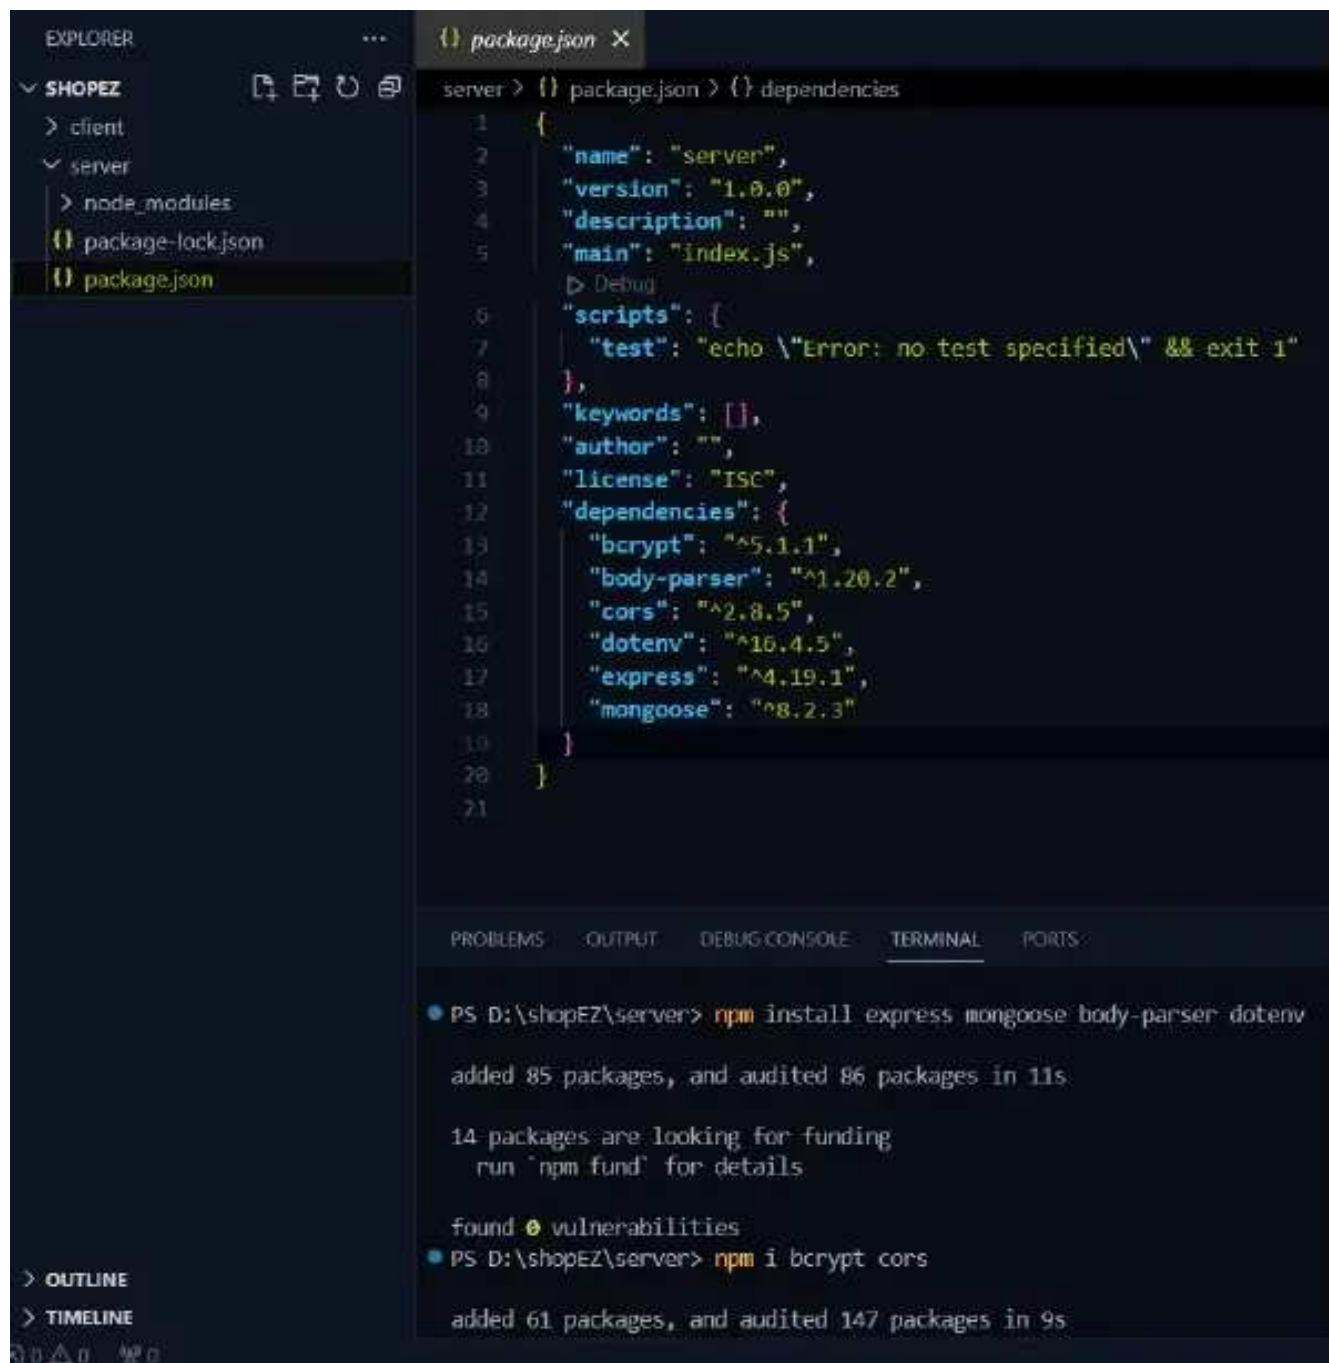 EXPLORER
SHOPEZ
client
server
node_modules
package-lock.json
package.json
OUTLINE
TIMELINE
package.json
server > {} package.json > {} dependencies
1 {
2 "name": "server",
3 "version": "1.0.0",
4 "description": "",
5 "main": "index.js",
Debug
6 "scripts": {
7 "test": "echo \"Error: no test specified\" && exit 1"
8 },
9 "keywords": [],
10 "author": "",
11 "license": "ISC",
12 "dependencies": {
13 "bcrypt": "^5.1.1",
14 "body-parser": "^1.20.2",
15 "cors": "^2.8.5",
16 "dotenv": "^16.4.5",
17 "express": "^4.19.1",
18 "mongoose": "^8.2.3"
19 }
20 }
21
PROBLEMS OUTPUT DEBUG CONSOLE TERMINAL PORTS
PS D:\shopEZ\server> npm install express mongoose body-parser dotenv
added 85 packages, and audited 86 packages in 11s
14 packages are looking for funding
run `npm fund` for details
found 0 vulnerabilities
PS D:\shopEZ\server> npm i bcrypt cors
added 61 packages, and audited 147 packages in 9s
0 0 0